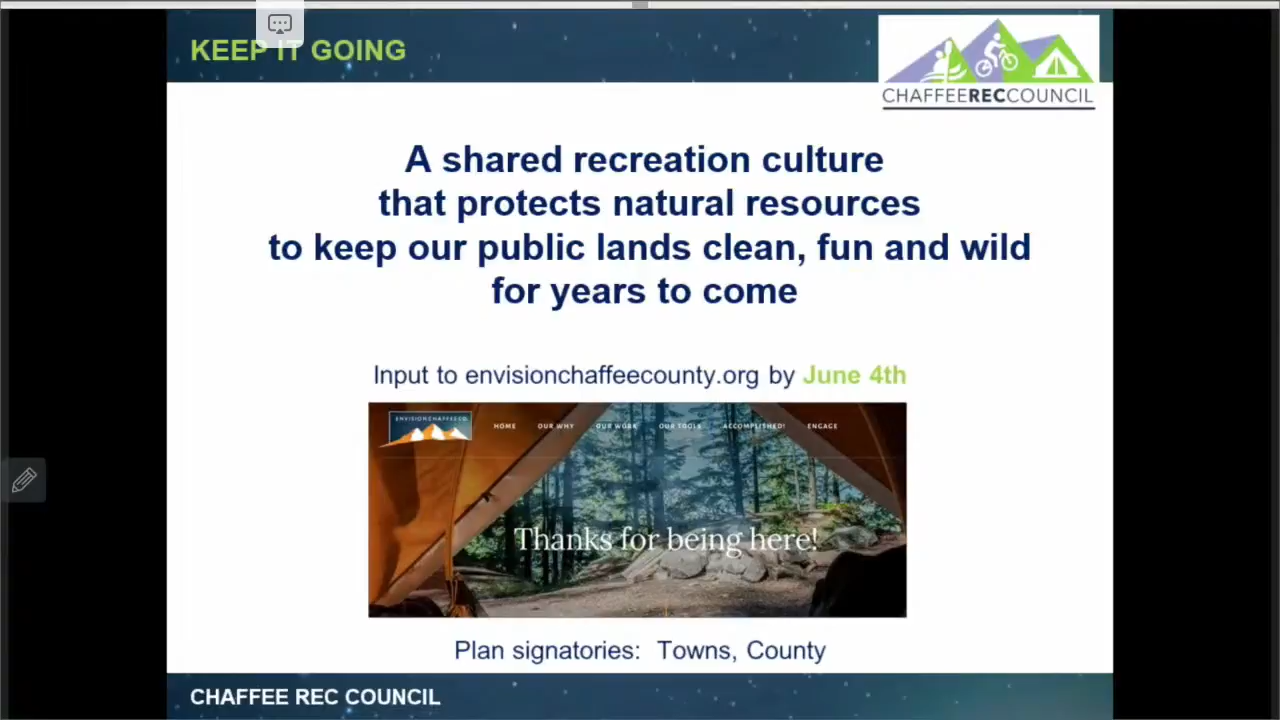 KEEP IT GOING
CHAFFEERECCOUNCIL
A shared recreation culture
that protects natural resources
to keep our public lands clean, fun and wild
for years to come
Input to envisionchaffeecounty.org by June 4th
ENVISIONCHAFFEECO.
HOME OUR WHY OUR WORK OUR TOOLS ACCOMPLISHED! ENGAGE
Thanks for being here!
Plan signatories: Towns, County
CHAFFEE REC COUNCIL